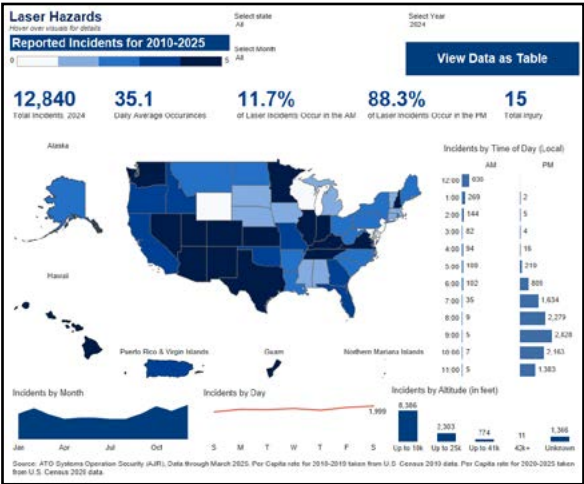 Laser Hazards
Hover over visuals for details
Reported Incidents for 2010-2025
0 5
Select state
All
Select Month
All
Select Year
2024
View Data as Table
12,840
Total Incidents, 2024
35.1
Daily Average Occurances
11.7%
of Laser Incidents Occur in the AM
88.3%
of Laser Incidents Occur in the PM
15
Total Injury
Alaska
Hawaii
Puerto Rico & Virgin Islands
Guam
Northern Mariana Islands
Incidents by Time of Day (Local)
AM PM
12:00
1:00 269 2
2:00 144 5
3:00 82 4
4:00 94
5:00 219
6:00 102
7:00 35 1,634
8:00 9 2,279
9:00 5 2,828
10:00 7 2,163
11:00 5 1,383
Incidents by Month
Jan Apr Jul Oct
Incidents by Day
1,999
S M T W T F S
Incidents by Altitude (in feet)
8,386
2,303
774
11
1,366
Up to 10k Up to 25k Up to 41k 42k+ Unknown
Source: ATO Systems Operation Security (AJR), Data through March 2025. Per Capita rate for 2010-2019 taken from U.S. Census 2010 data. Per Capita rate for 2020-2025 taken
from U.S. Census 2020 data.